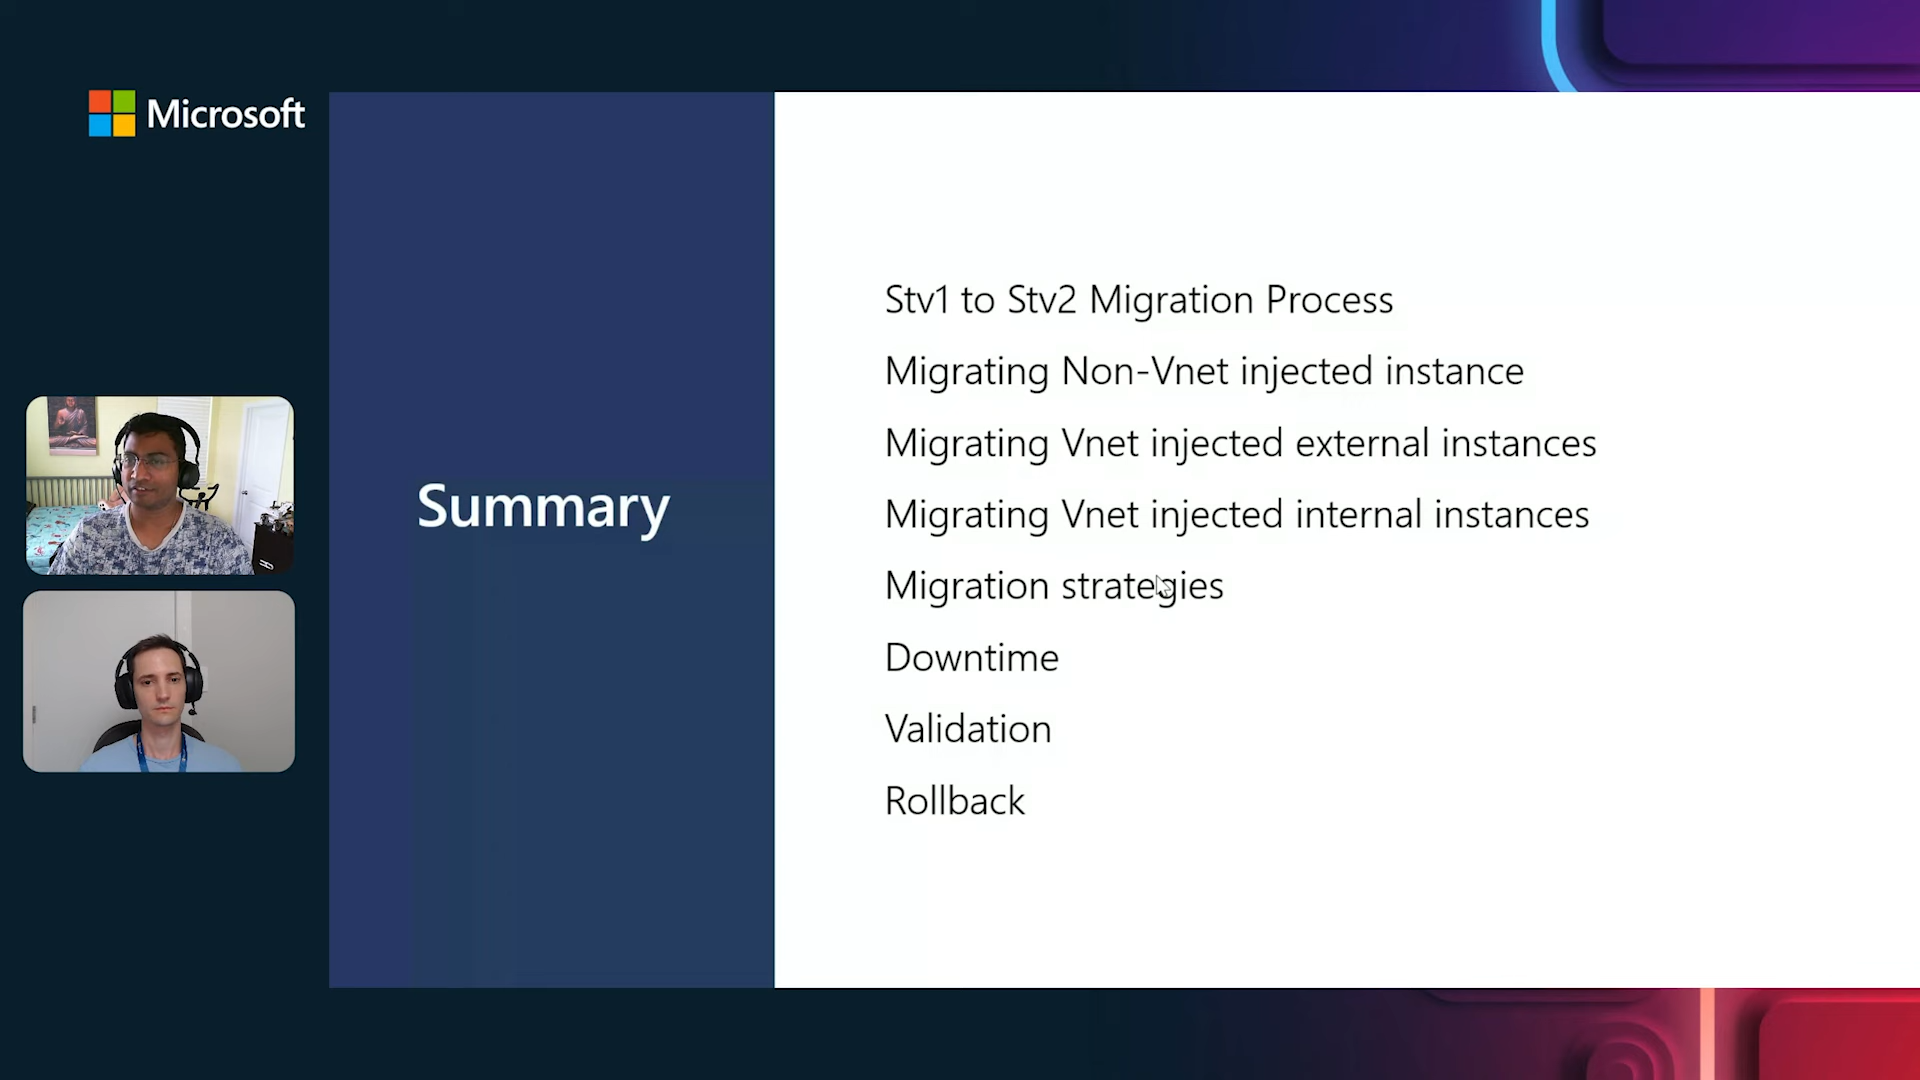 Microsoft
Summary
Stv1 to Stv2 Migration Process
Migrating Non-Vnet injected instance
Migrating Vnet injected external instances
Migrating Vnet injected internal instances
Migration strategies
Downtime
Validation
Rollback